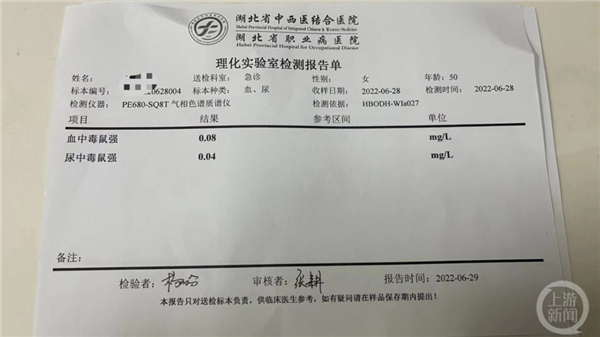 湖北省中西医结合医院
Hubei Provincial Hospital of Integrated Chinese & Western Medicine
湖北省职业病医院
Hubei Provincial Hospital for Occupational Disease
理化实验室检测报告单
姓名: 送检科室: 急诊 性别: 女 年龄: 50
标本编号: 20628004 标本种类: 血、尿 收样日期: 2022-06-28 检测时间: 2022-06-28
检测仪器: PE680-SQ8T 气相色谱质谱仪 检测依据: HBODH-WIa027
项目 结果 参考区间 单位
血中毒鼠强 0.08 mg/L
尿中毒鼠强 0.04 mg/L
备注:
检验者: 审核者: 报告时间: 2022-06-29
本报告只对送检标本负责，供临床医生参考，如有疑问请在样品保存期内提出！
上游新闻